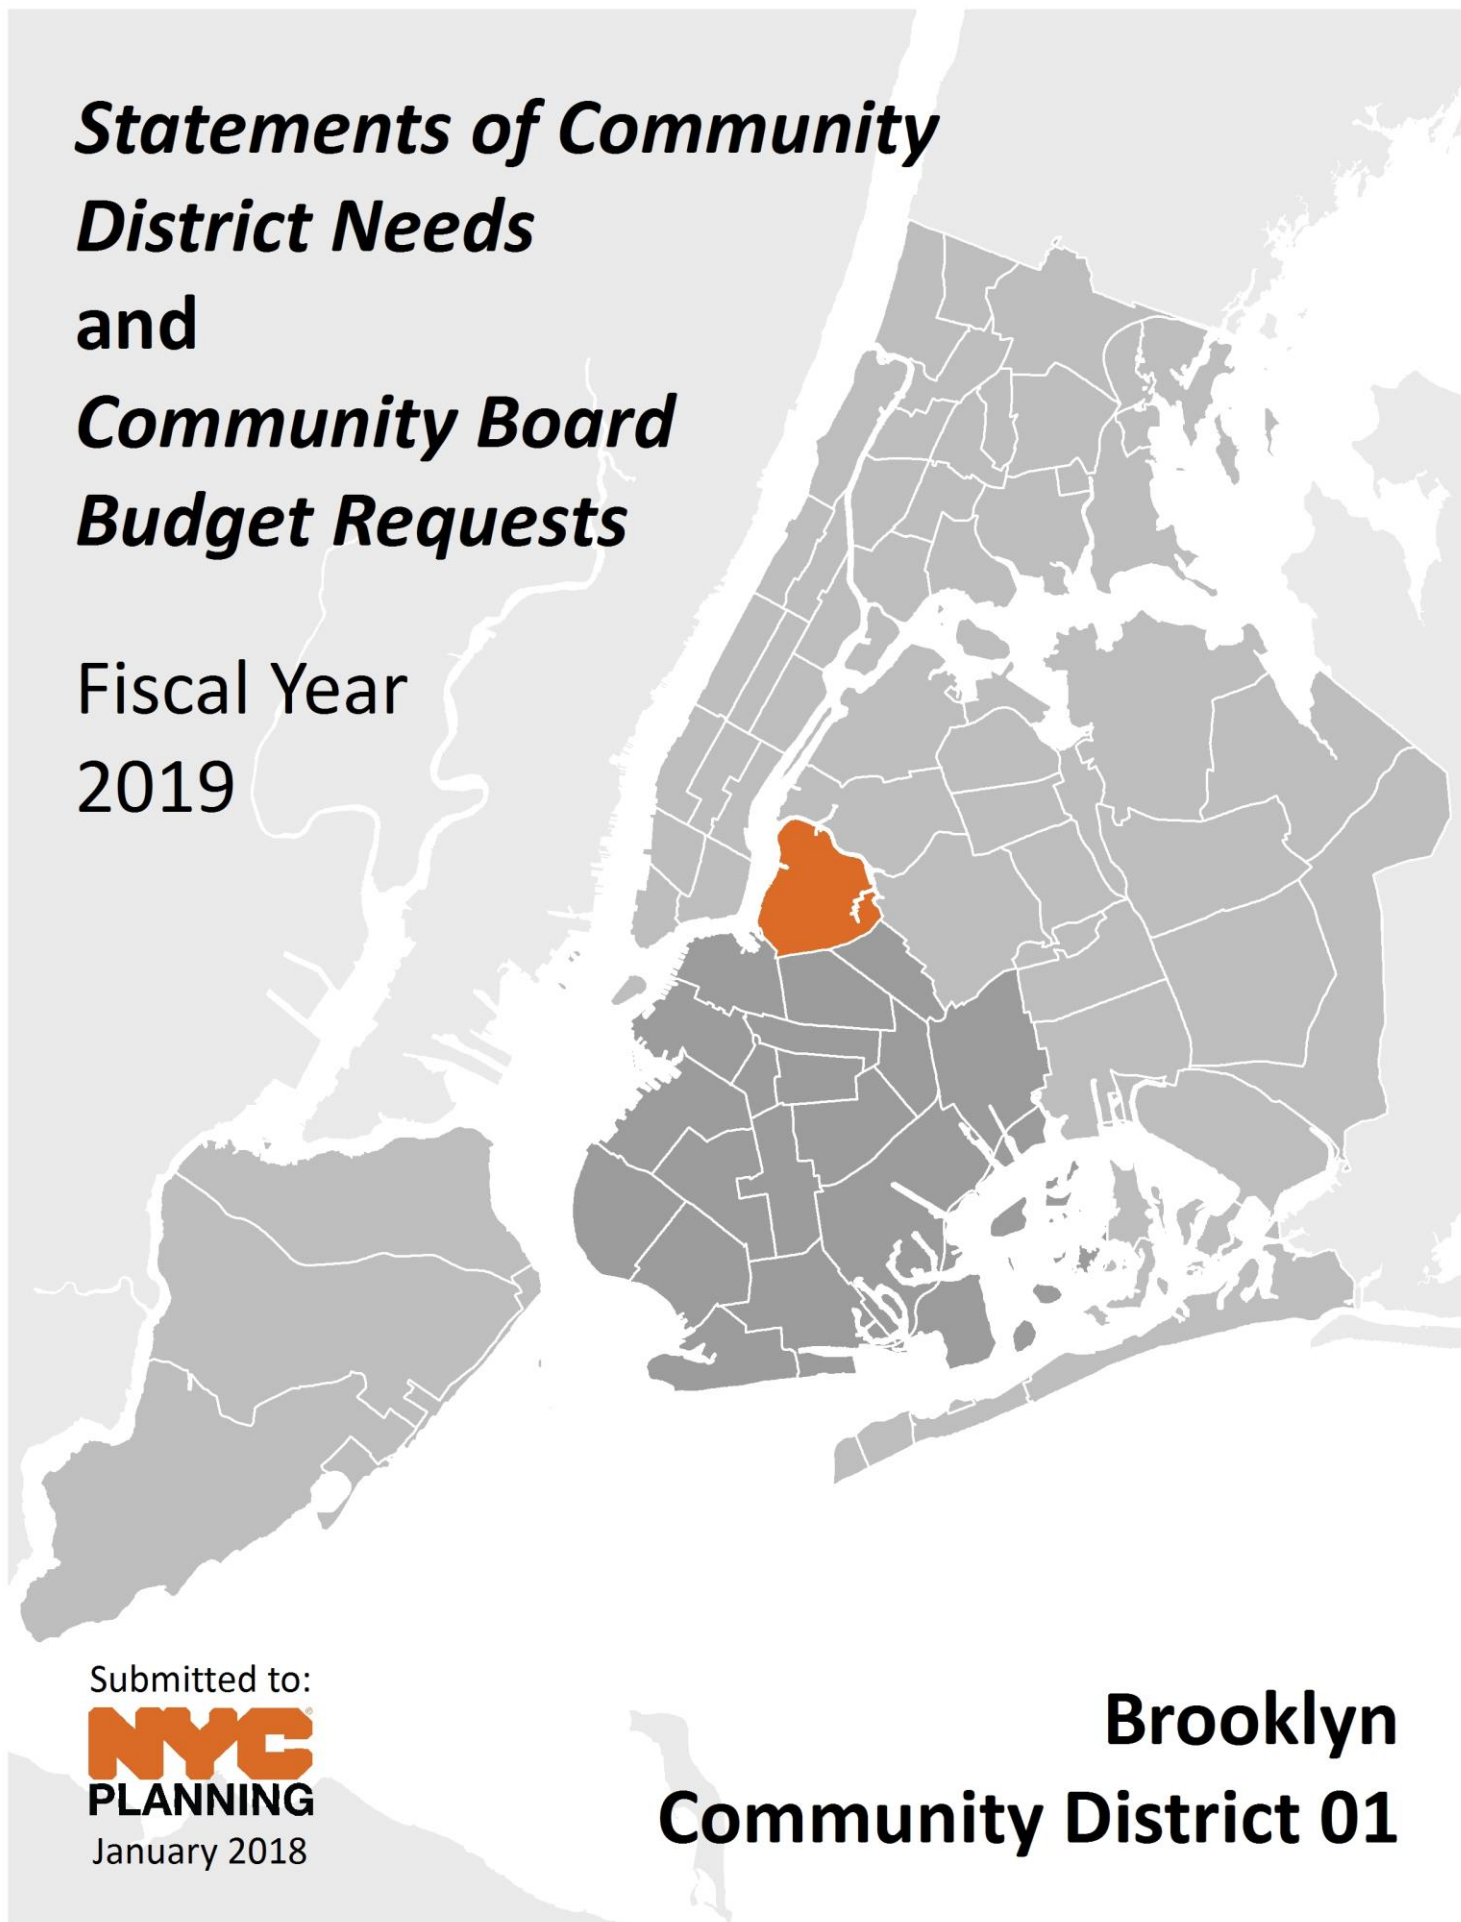 Statements of Community
District Needs
and
Community Board
Budget Requests
Fiscal Year
2019
Submitted to:
NYC
PLANNING
January 2018
Brooklyn
Community District 01